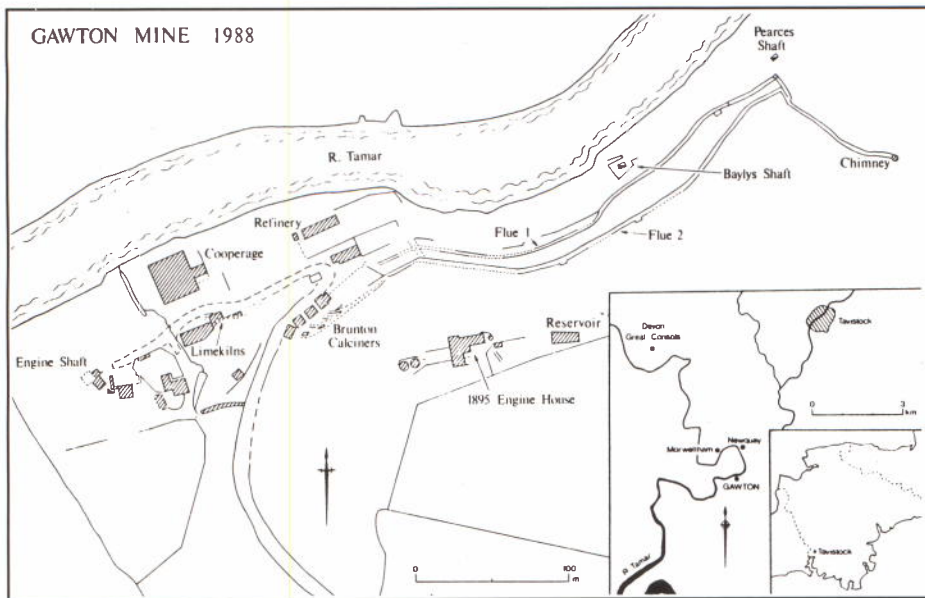 GAWTON MINE 1988
Pearces
Shaft
R. Tamar
Chimney
Baylys Shaft
Refinery
Flue 1
Flue 2
Cooperage
Brunton
Calciners
Reservoir
Limekilns
Engine Shaft
1895 Engine House
0 100
m
Devon
Great Consols
Tavistock
0 3
km
Newquay
Morwellham
GAWTON
R. Tamar
Tavistock